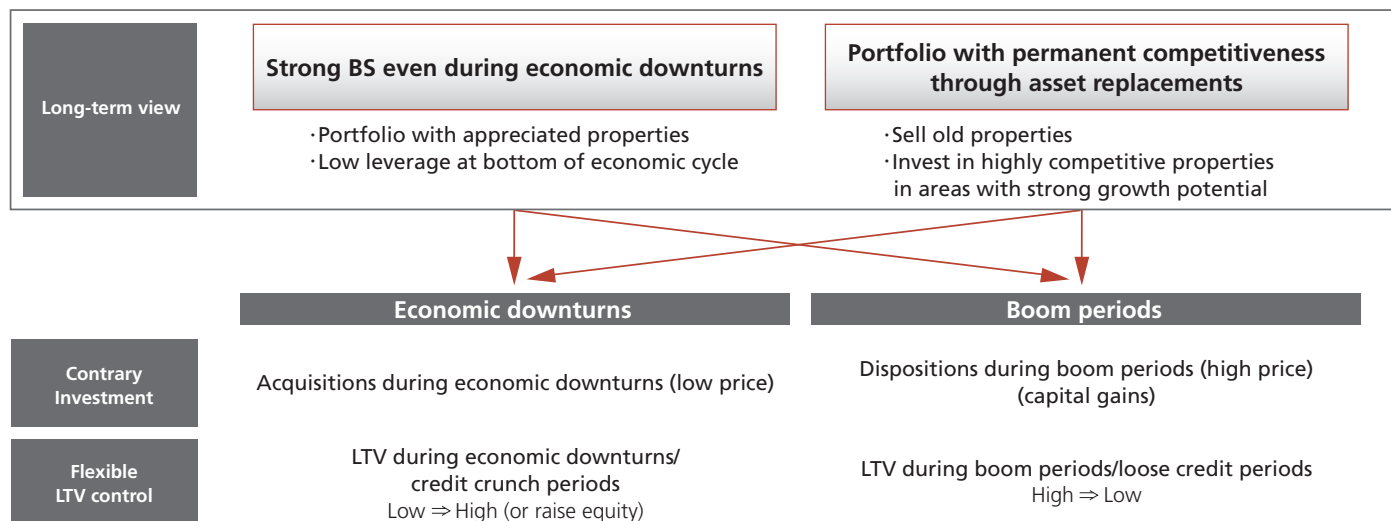 Long-term view
Strong BS even during economic downturns
·Portfolio with appreciated properties
·Low leverage at bottom of economic cycle
Portfolio with permanent competitiveness
through asset replacements
·Sell old properties
·Invest in highly competitive properties
in areas with strong growth potential
Economic downturns
Boom periods
Contrary
Investment
Acquisitions during economic downturns (low price)
Dispositions during boom periods (high price)
(capital gains)
Flexible
LTV control
LTV during economic downturns/
credit crunch periods
Low ⇒ High (or raise equity)
LTV during boom periods/loose credit periods
High ⇒ Low